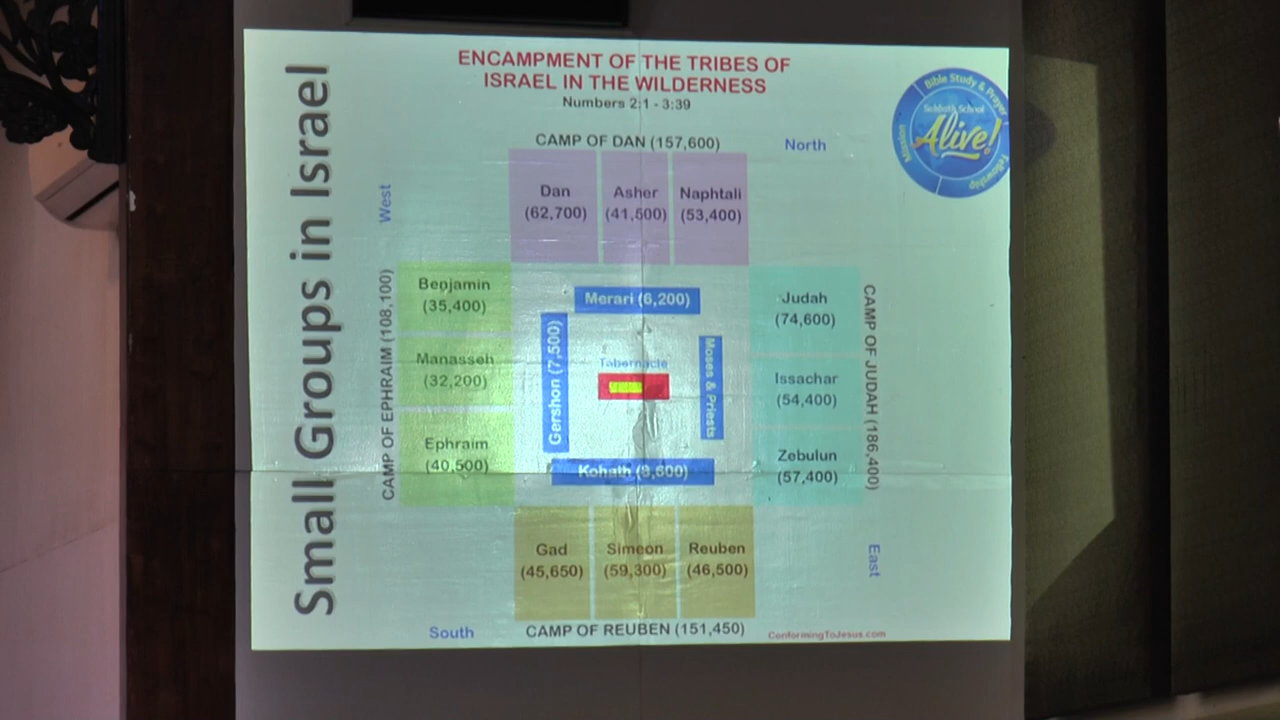 Small Groups in Israel
ENCAMPMENT OF THE TRIBES OF
ISRAEL IN THE WILDERNESS
Numbers 2:1 - 3:39
Bible Study & Prayer
Sabbath School
Alive!
Mission
Fellowship
CAMP OF DAN (157,600)
North
West
Dan
(62,700)
Asher
(41,500)
Naphtali
(53,400)
CAMP OF EPHRAIM (108,100)
Benjamin
(35,400)
Manasseh
(32,200)
Ephraim
(40,500)
Merari (6,200)
Gershon (7,500)
Tabernacle
Moses & Priests
Kohath (8,600)
Judah
(74,600)
Issachar
(54,400)
Zebulun
(57,400)
CAMP OF JUDAH (186,400)
East
Gad
(45,650)
Simeon
(59,300)
Reuben
(46,500)
South
CAMP OF REUBEN (151,450)
ConformingToJesus.com